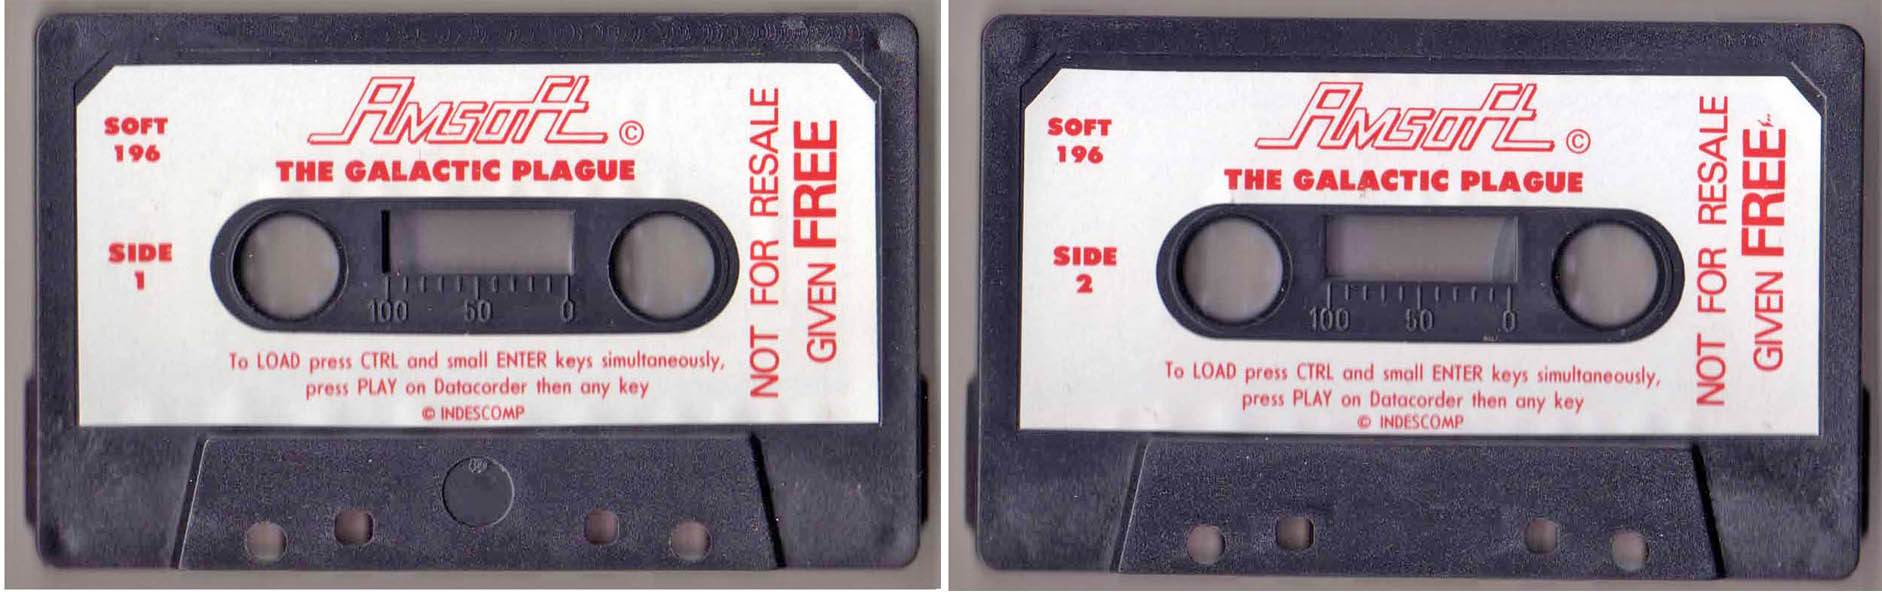 Amsoft ©
SOFT
196
THE GALACTIC PLAGUE
SIDE
1
100 50 0
To LOAD press CTRL and small ENTER keys simultaneously,
press PLAY on Datacorder then any key
© INDESCOMP
NOT FOR RESALE
GIVEN FREE
Amsoft ©
SOFT
196
THE GALACTIC PLAGUE
SIDE
2
100 50 0
To LOAD press CTRL and small ENTER keys simultaneously,
press PLAY on Datacorder then any key
© INDESCOMP
NOT FOR RESALE
GIVEN FREE